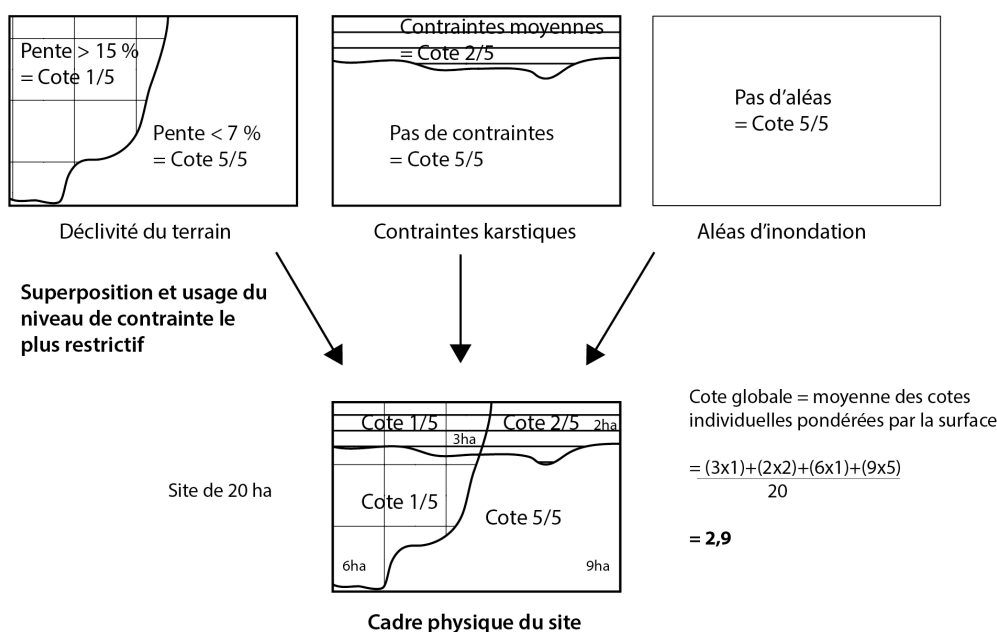 Pente > 15 %
= Cote 1/5
Pente < 7 %
= Cote 5/5
Déclivité du terrain
Contraintes moyennes
= Cote 2/5
Pas de contraintes
= Cote 5/5
Contraintes karstiques
Pas d'aléas
= Cote 5/5
Aléas d'inondation
Superposition et usage du
niveau de contrainte le
plus restrictif
Site de 20 ha
Cote 1/5
3ha
Cote 2/5
2ha
Cote 1/5
6ha
Cote 5/5
9ha
Cadre physique du site
Cote globale = moyenne des cotes
individuelles pondérées par la surface
= (3x1)+(2x2)+(6x1)+(9x5)
20
= 2,9